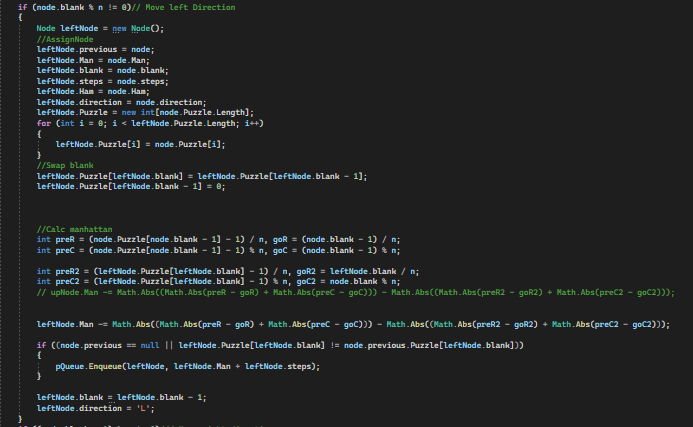 if (node.blank % n != 0)// Move left Direction
{
Node leftNode = new Node();
//AssignNode
leftNode.previous = node;
leftNode.Man = node.Man;
leftNode.blank = node.blank;
leftNode.steps = node.steps;
leftNode.Ham = node.Ham;
leftNode.direction = node.direction;
leftNode.Puzzle = new int[node.Puzzle.Length];
for (int i = 0; i < leftNode.Puzzle.Length; i++)
{
leftNode.Puzzle[i] = node.Puzzle[i];
}
//Swap blank
leftNode.Puzzle[leftNode.blank] = leftNode.Puzzle[leftNode.blank - 1];
leftNode.Puzzle[leftNode.blank - 1] = 0;
//Calc manhattan
int preR = (node.Puzzle[node.blank - 1] - 1) / n, goR = (node.blank - 1) / n;
int preC = (node.Puzzle[node.blank - 1] - 1) % n, goC = (node.blank - 1) % n;
int preR2 = (leftNode.Puzzle[leftNode.blank] - 1) / n, goR2 = leftNode.blank / n;
int preC2 = (leftNode.Puzzle[leftNode.blank] - 1) % n, goC2 = node.blank % n;
// upNode.Man -= Math.Abs((Math.Abs(preR - goR) + Math.Abs(preC - goC))) - Math.Abs((Math.Abs(preR2 - goR2) + Math.Abs(preC2 - goC2)));
leftNode.Man -= Math.Abs((Math.Abs(preR - goR) + Math.Abs(preC - goC))) - Math.Abs((Math.Abs(preR2 - goR2) + Math.Abs(preC2 - goC2)));
if ((node.previous == null || leftNode.Puzzle[leftNode.blank] != node.previous.Puzzle[leftNode.blank]))
{
pQueue.Enqueue(leftNode, leftNode.Man + leftNode.steps);
}
leftNode.blank = leftNode.blank - 1;
leftNode.direction = 'L';
}